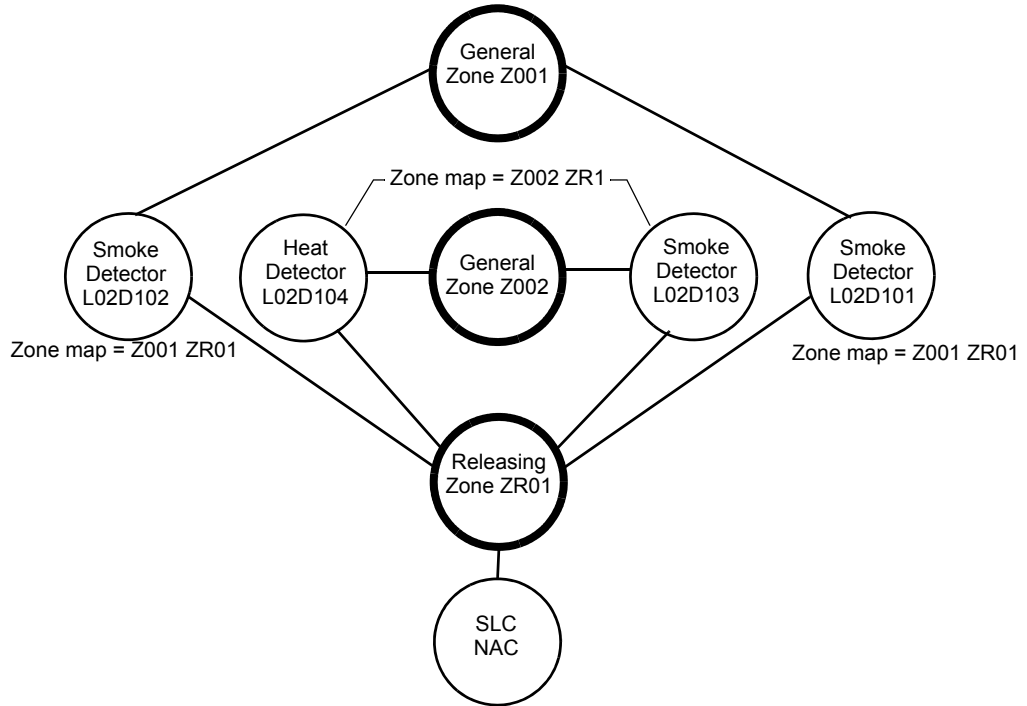 General
Zone Z001
Zone map = Z002 ZR1
Smoke
Detector
L02D102
Heat
Detector
L02D104
General
Zone Z002
Smoke
Detector
L02D103
Smoke
Detector
L02D101
Zone map = Z001 ZR01
Zone map = Z001 ZR01
Releasing
Zone ZR01
SLC
NAC